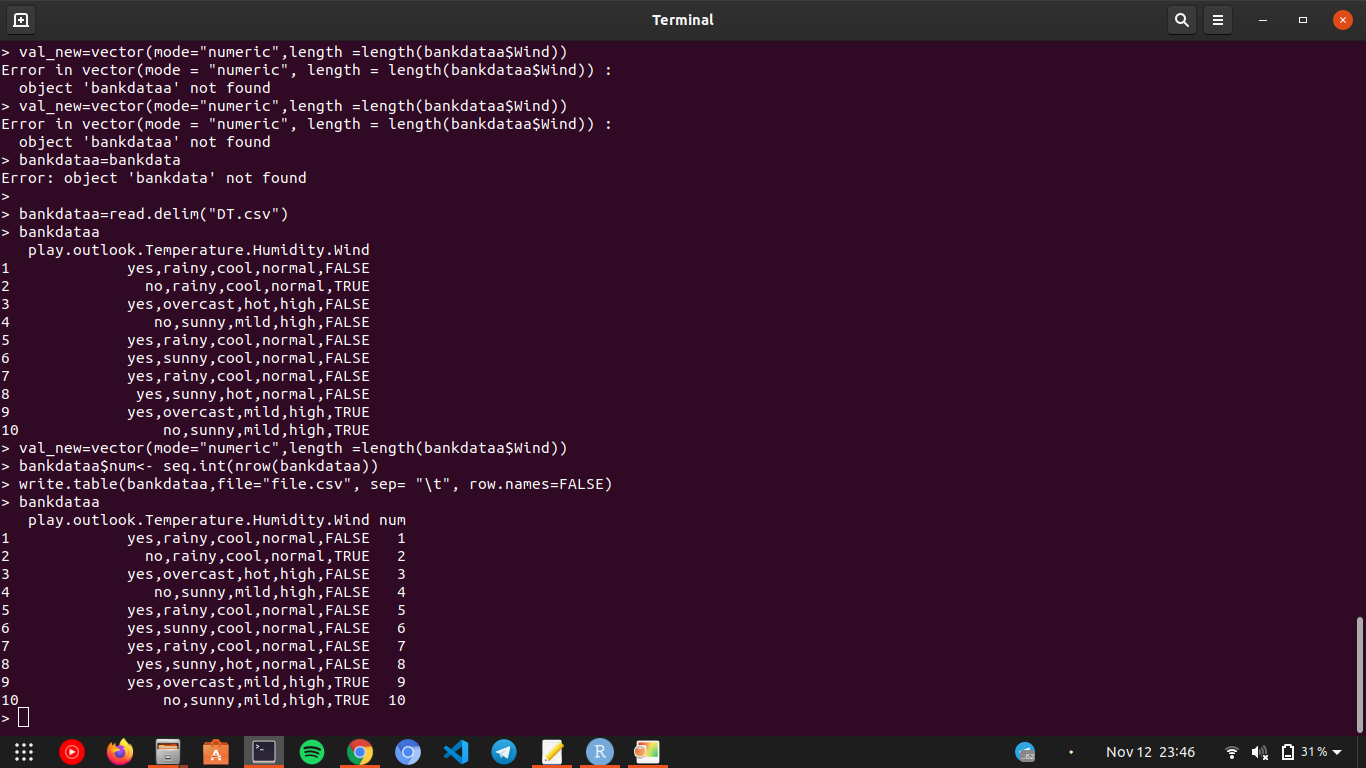 Terminal
> val_new=vector(mode="numeric",length =length(bankdataa$Wind))
Error in vector(mode = "numeric", length = length(bankdataa$Wind)) :
  object 'bankdataa' not found
> val_new=vector(mode="numeric",length =length(bankdataa$Wind))
Error in vector(mode = "numeric", length = length(bankdataa$Wind)) :
  object 'bankdataa' not found
> bankdataa=bankdata
Error: object 'bankdata' not found
>
> bankdataa=read.delim("DT.csv")
> bankdataa
   play.outlook.Temperature.Humidity.Wind
1             yes,rainy,cool,normal,FALSE
2               no,rainy,cool,normal,TRUE
3             yes,overcast,hot,high,FALSE
4                no,sunny,mild,high,FALSE
5             yes,rainy,cool,normal,FALSE
6             yes,sunny,cool,normal,FALSE
7             yes,rainy,cool,normal,FALSE
8              yes,sunny,hot,normal,FALSE
9             yes,overcast,mild,high,TRUE
10                no,sunny,mild,high,TRUE
> val_new=vector(mode="numeric",length =length(bankdataa$Wind))
> bankdataa$num<- seq.int(nrow(bankdataa))
> write.table(bankdataa,file="file.csv", sep= "\t", row.names=FALSE)
> bankdataa
   play.outlook.Temperature.Humidity.Wind num
1             yes,rainy,cool,normal,FALSE   1
2               no,rainy,cool,normal,TRUE   2
3             yes,overcast,hot,high,FALSE   3
4                no,sunny,mild,high,FALSE   4
5             yes,rainy,cool,normal,FALSE   5
6             yes,sunny,cool,normal,FALSE   6
7             yes,rainy,cool,normal,FALSE   7
8              yes,sunny,hot,normal,FALSE   8
9             yes,overcast,mild,high,TRUE   9
10                no,sunny,mild,high,TRUE  10
>
R 62 Nov 12 23:46 31 %